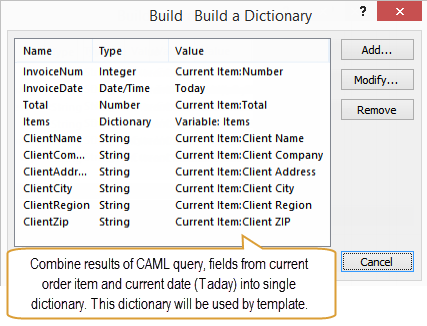 Build Build a Dictionary
? ×
Name Type Value
InvoiceNum Integer Current Item:Number
InvoiceDate Date/Time Today
Total Number Current Item:Total
Items Dictionary Variable: Items
ClientName String Current Item:Client Name
ClientCom... String Current Item:Client Company
ClientAddr... String Current Item:Client Address
ClientCity String Current Item:Client City
ClientRegion String Current Item:Client Region
ClientZip String Current Item:Client ZIP
Add...
Modify...
Remove
Cancel
Combine results of CAML query, fields from current
order item and current date (Taday) into single
dictionary. This dictionary will be used by template.